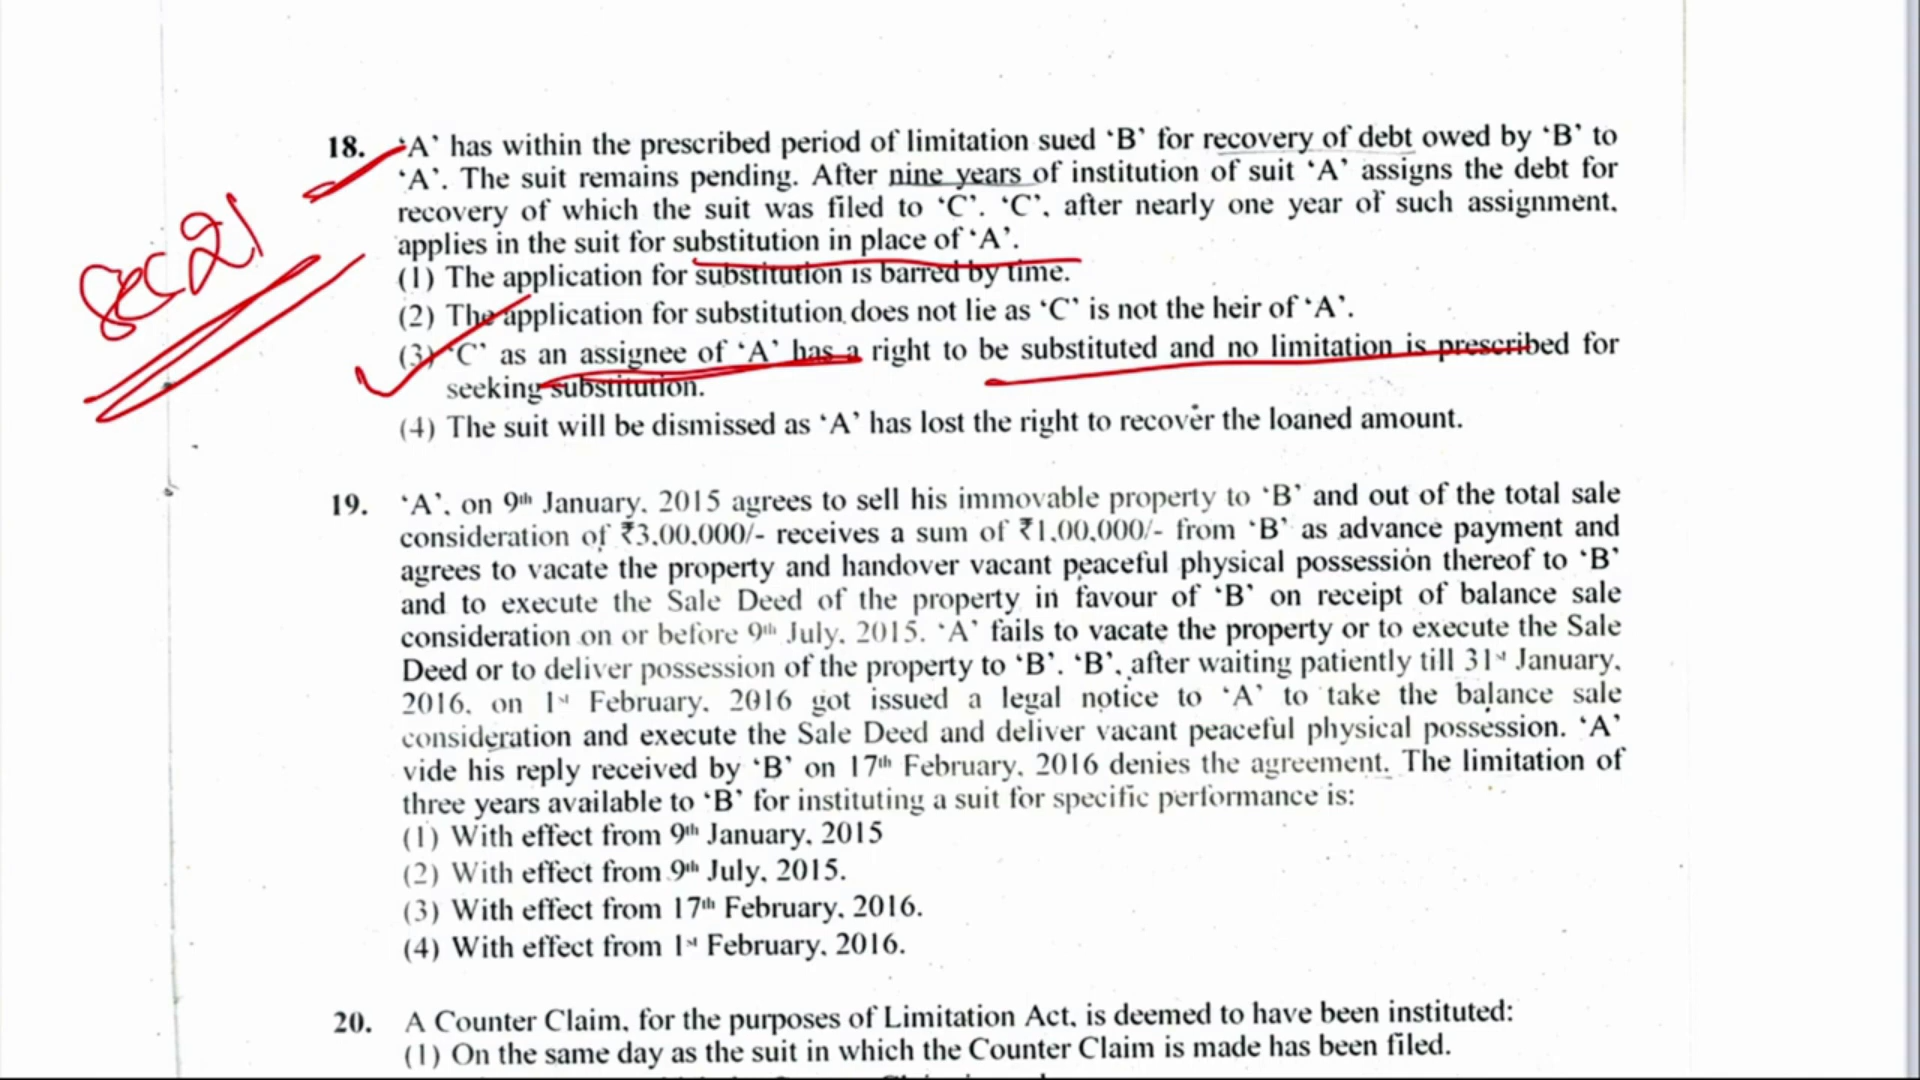 18. ‘A’ has within the prescribed period of limitation sued ‘B’ for recovery of debt owed by ‘B’ to
‘A’. The suit remains pending. After nine years of institution of suit ‘A’ assigns the debt for
recovery of which the suit was filed to ‘C’. ‘C’, after nearly one year of such assignment,
applies in the suit for substitution in place of ‘A’.
(1) The application for substitution is barred by time.
(2) The application for substitution does not lie as ‘C’ is not the heir of ‘A’.
(3) ‘C’ as an assignee of ‘A’ has a right to be substituted and no limitation is prescribed for
seeking substitution.
(4) The suit will be dismissed as ‘A’ has lost the right to recover the loaned amount.
Sec 21
19. ‘A’, on 9th January, 2015 agrees to sell his immovable property to ‘B’ and out of the total sale
consideration of ₹3,00,000/- receives a sum of ₹1,00,000/- from ‘B’ as advance payment and
agrees to vacate the property and handover vacant peaceful physical possession thereof to ‘B’
and to execute the Sale Deed of the property in favour of ‘B’ on receipt of balance sale
consideration on or before 9th July, 2015. ‘A’ fails to vacate the property or to execute the Sale
Deed or to deliver possession of the property to ‘B’. ‘B’, after waiting patiently till 31st January,
2016, on 1st February, 2016 got issued a legal notice to ‘A’ to take the balance sale
consideration and execute the Sale Deed and deliver vacant peaceful physical possession. ‘A’
vide his reply received by ‘B’ on 17th February, 2016 denies the agreement. The limitation of
three years available to ‘B’ for instituting a suit for specific performance is:
(1) With effect from 9th January, 2015
(2) With effect from 9th July, 2015.
(3) With effect from 17th February, 2016.
(4) With effect from 1st February, 2016.
20. A Counter Claim, for the purposes of Limitation Act, is deemed to have been instituted:
(1) On the same day as the suit in which the Counter Claim is made has been filed.